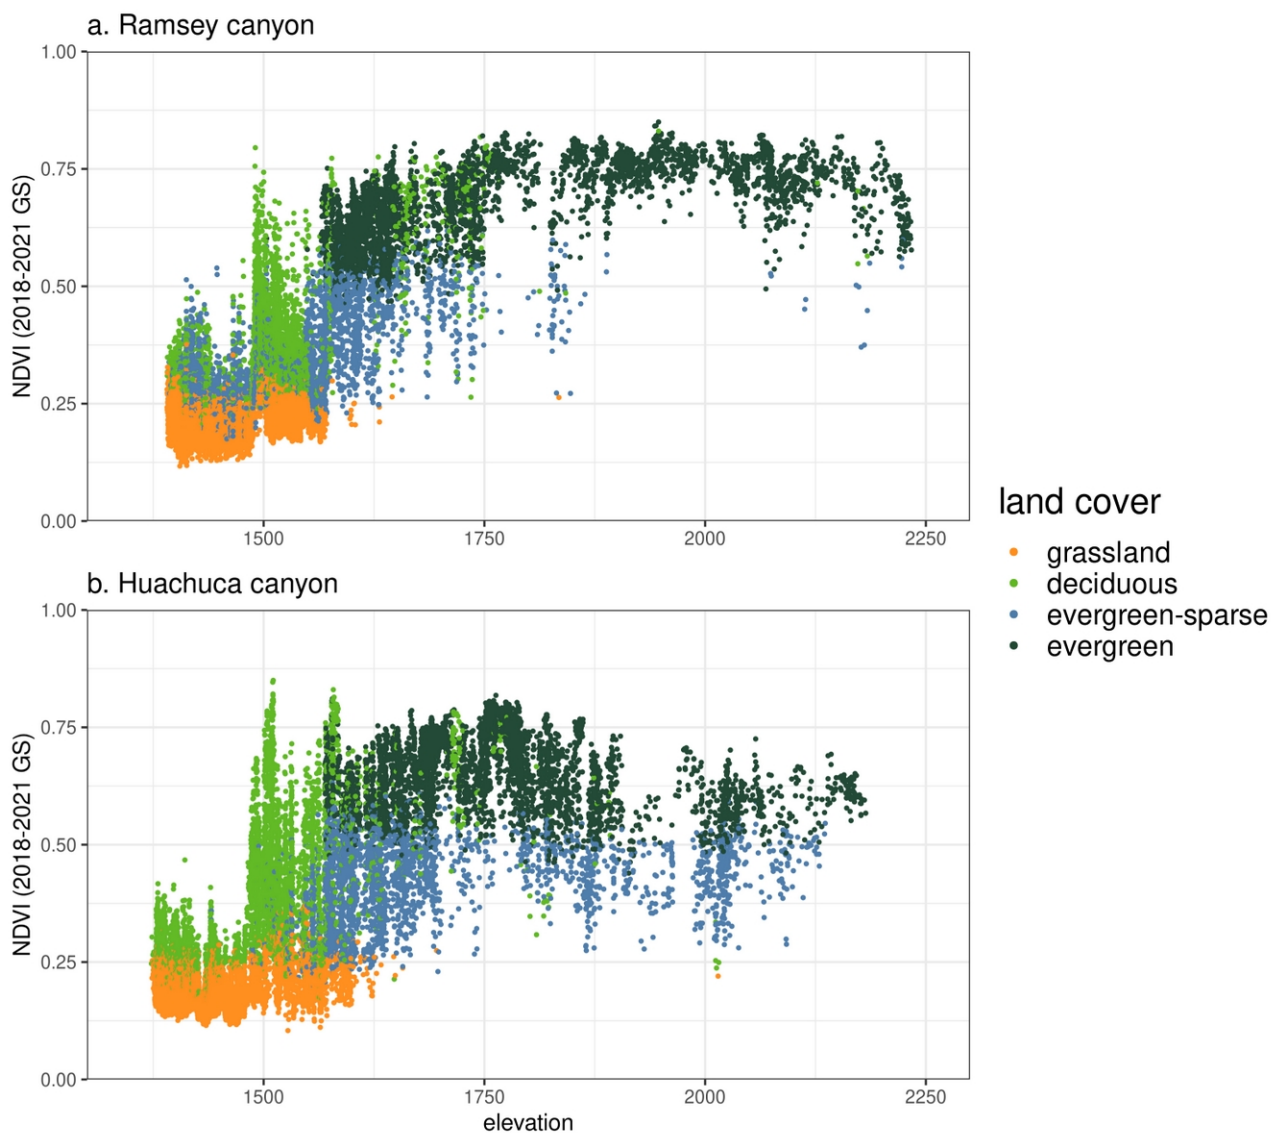 a. Ramsey canyon
1.00
0.75
0.50
0.25
0.00
NDVI (2018-2021 GS)
1500 1750 2000 2250
b. Huachuca canyon
1.00
0.75
0.50
0.25
0.00
NDVI (2018-2021 GS)
1500 1750 2000 2250
elevation
land cover
grassland
deciduous
evergreen-sparse
evergreen